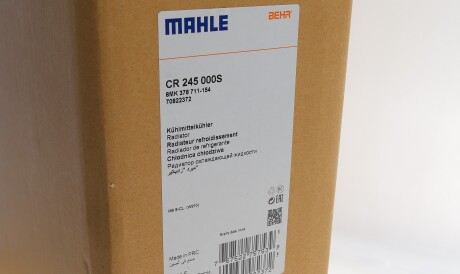 MAHLE
BEHR
CR 245 000S
8MK 376 711-154
70822372
Kühlmittelkühler
Radiator
Radiateur refroidissement
Radiador de refrigerante
Chłodnica chłodziwa
Радиатор охлаждающей жидкости
Made in PRC